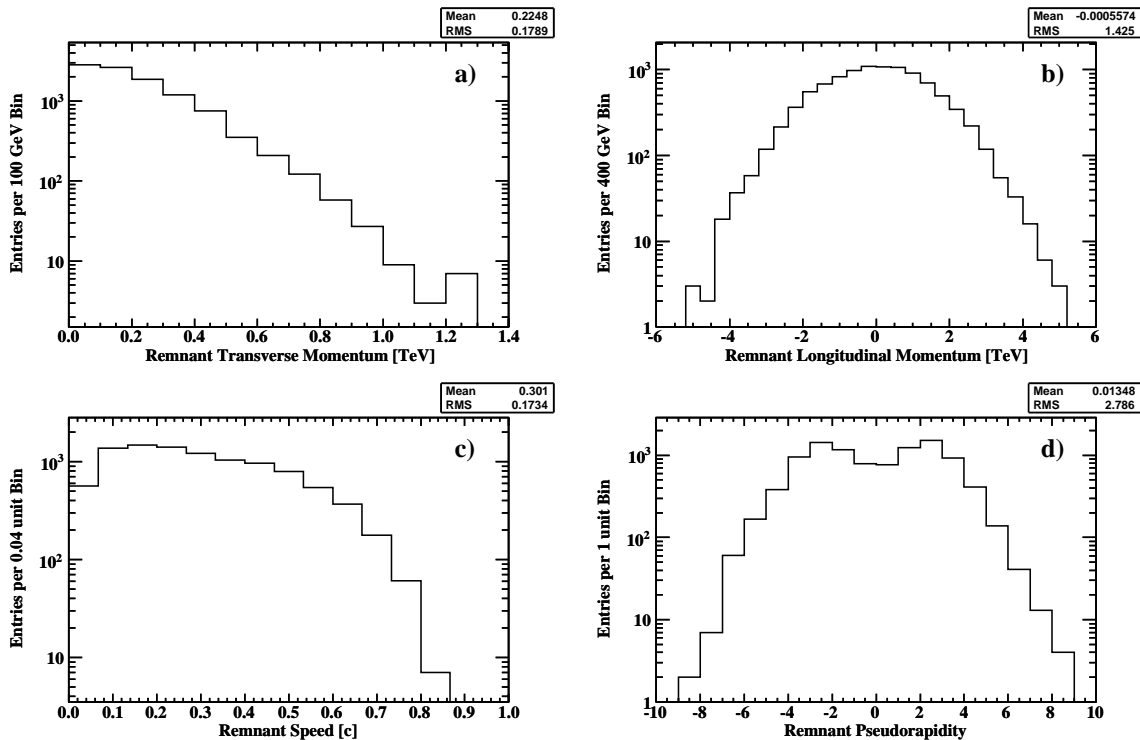 Mean 0.2248
RMS 0.1789
a)
Entries per 100 GeV Bin
10³
10²
10
0.0 0.2 0.4 0.6 0.8 1.0 1.2 1.4
Remnant Transverse Momentum [TeV]
Mean -0.0005574
RMS 1.425
b)
Entries per 400 GeV Bin
10³
10²
10
1
-6 -4 -2 0 2 4 6
Remnant Longitudinal Momentum [TeV]
Mean 0.301
RMS 0.1734
c)
Entries per 0.04 unit Bin
10³
10²
10
0.0 0.1 0.2 0.3 0.4 0.5 0.6 0.7 0.8 0.9 1.0
Remnant Speed [c]
Mean 0.01348
RMS 2.786
d)
Entries per 1 unit Bin
10³
10²
10
1
-10 -8 -6 -4 -2 0 2 4 6 8 10
Remnant Pseudorapidity